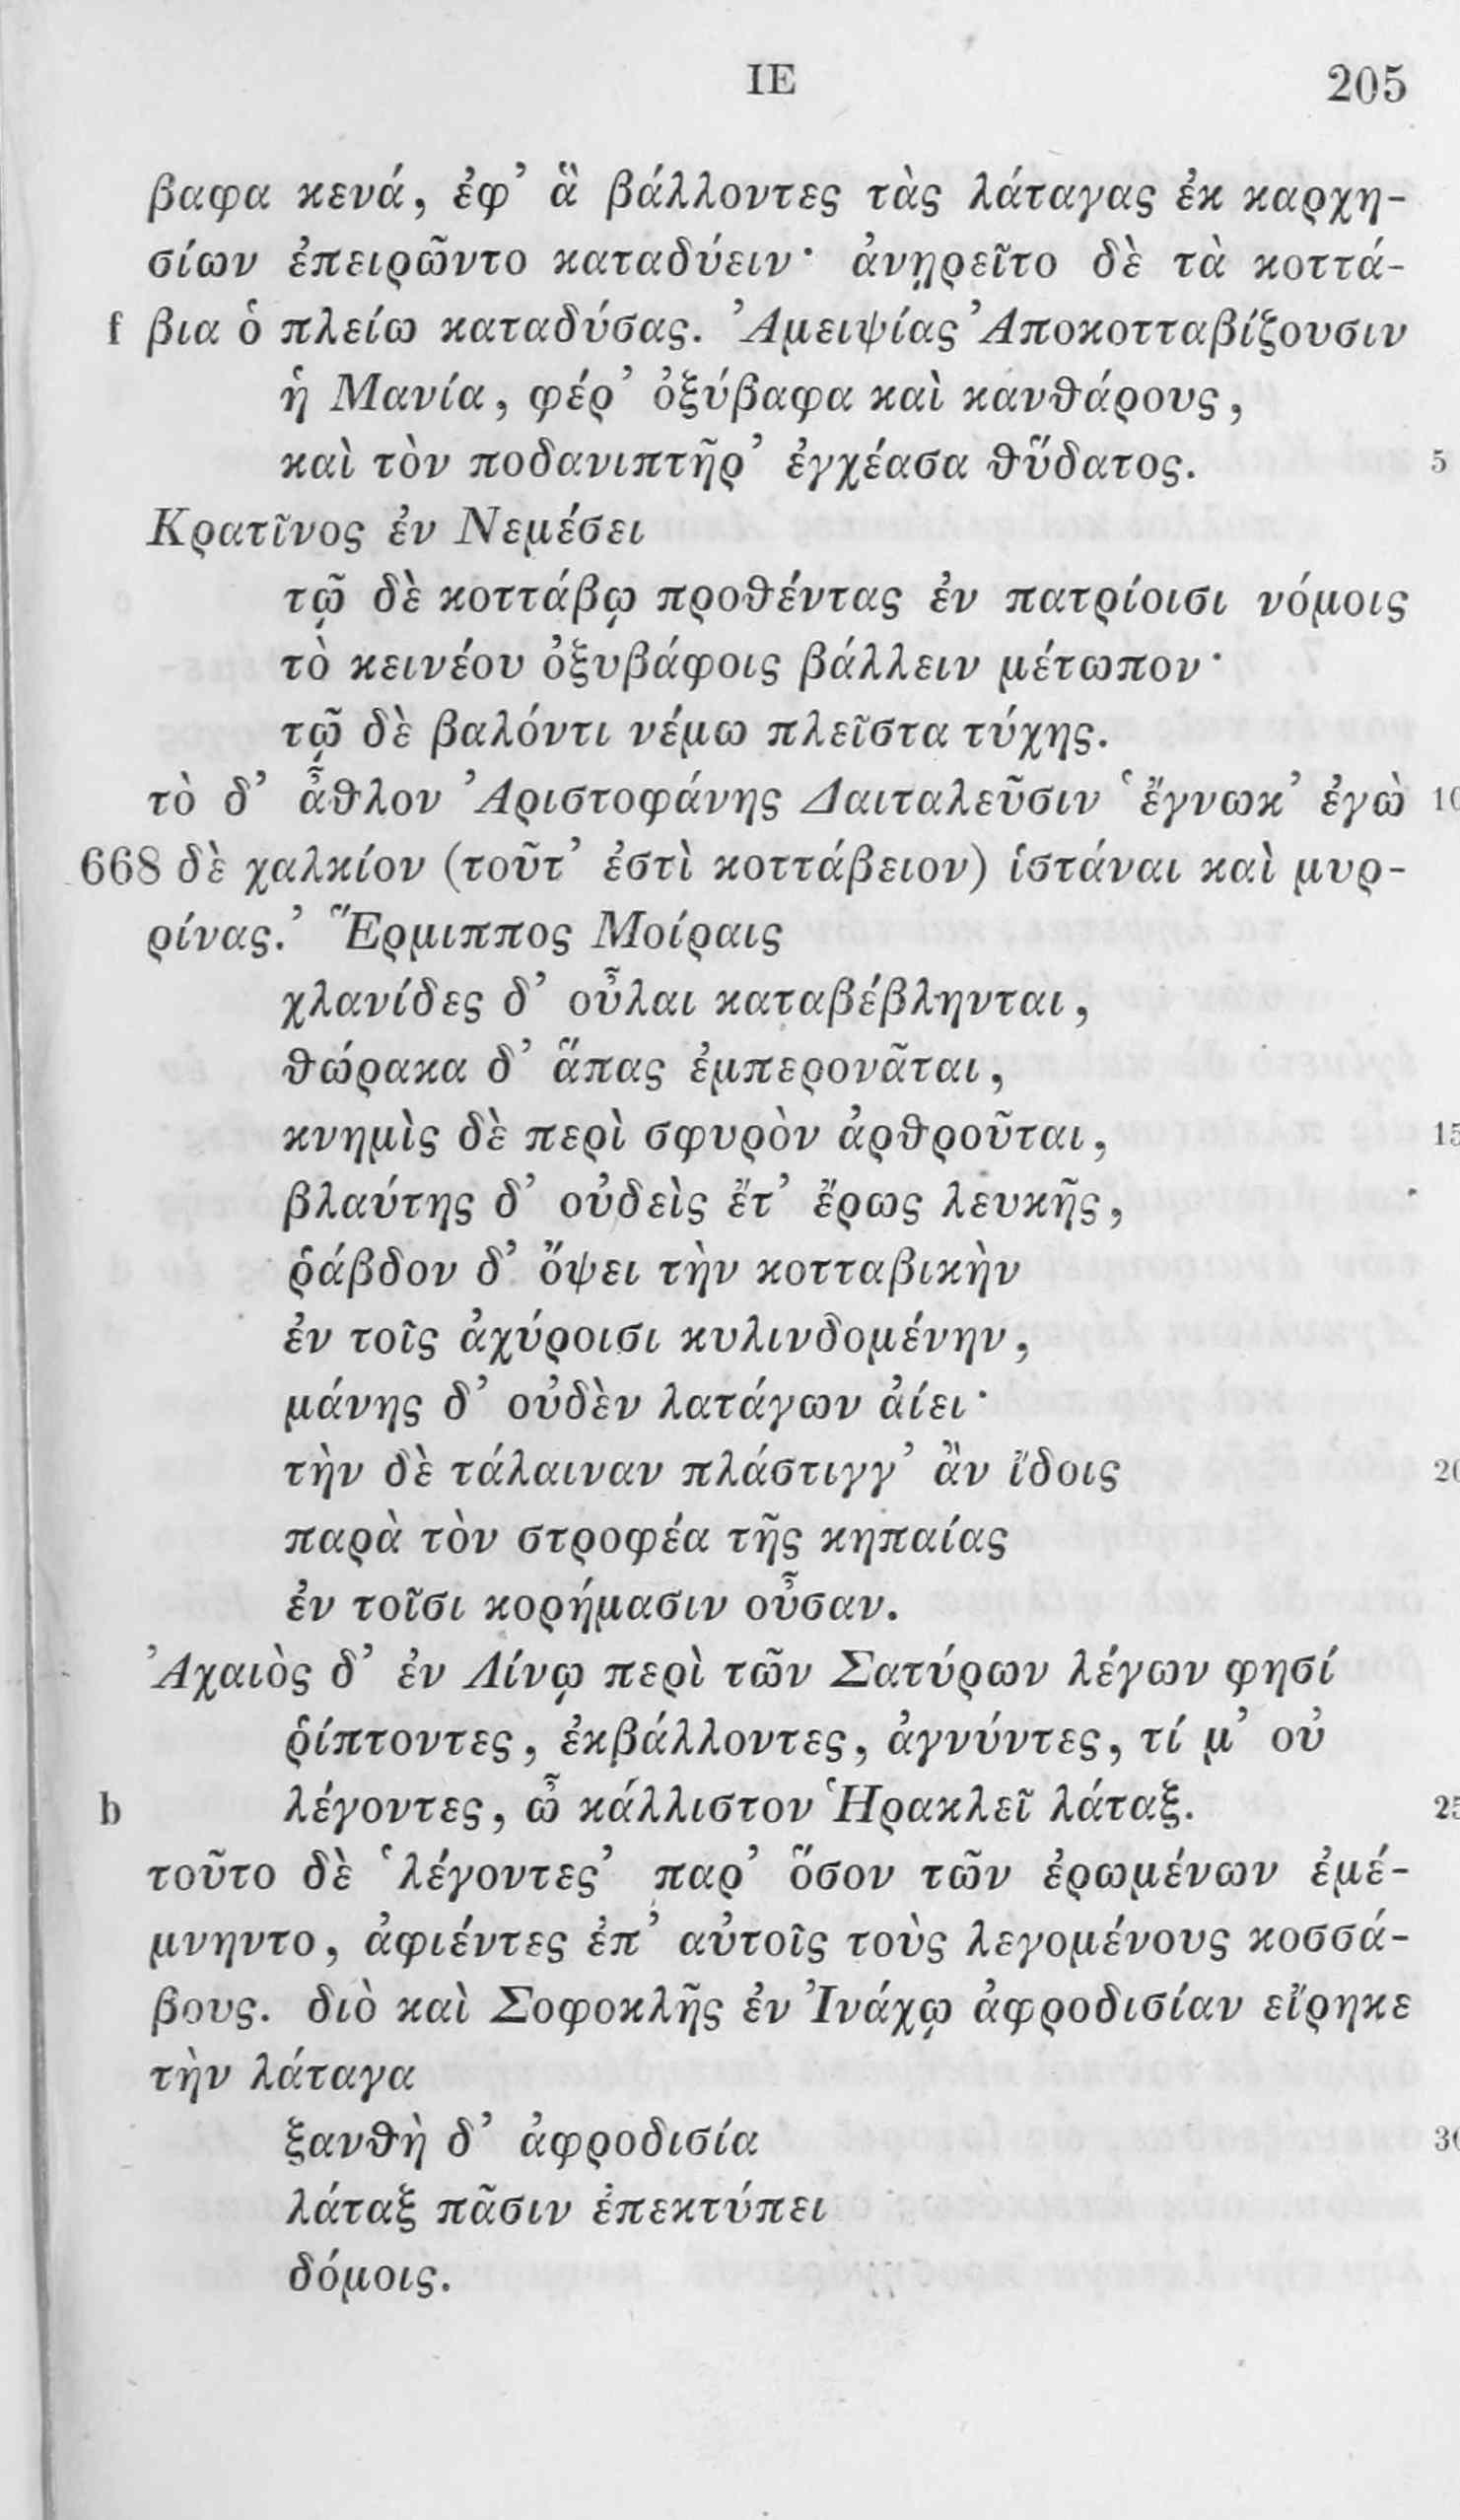 ΙΕ 205
βαφα κενά, ἐφ’ ἃ βάλλοντες τὰς λάταγας ἐκ καρχη-
σίων ἐπειρῶντο καταδύειν· ἀνῃρεῖτο δὲ τὰ κοττά-
f βια ὁ πλείω καταδύσας. Ἀμειψίας Ἀποκοτταβίζουσιν
ἡ Μανία, φέρ’ ὀξύβαφα καὶ κανθάρους,
καὶ τὸν ποδανιπτῆρ’ ἐγχέασα θὔδατος. 5
Κρατῖνος ἐν Νεμέσει
τῷ δὲ κοττάβῳ προθέντας ἐν πατρίοισι νόμοις
τὸ κεινέου ὀξυβάφοις βάλλειν μέτωπον·
τῷ δὲ βαλόντι νέμω πλεῖστα τύχης.
τὸ δ’ ἆθλον Ἀριστοφάνης Δαιταλεῦσιν ‘ἔγνωκ’ ἐγὼ 10
668 δὲ χαλκίον (τοῦτ’ ἐστὶ κοττάβειον) ἱστάναι καὶ μυρ-
ρίνας.’ Ἕρμιππος Μοίραις
χλανίδες δ’ οὖλαι καταβέβληνται,
θώρακα δ’ ἅπας ἐμπερονᾶται,
κνημὶς δὲ περὶ σφυρὸν ἀρθροῦται, 15
βλαύτης δ’ οὐδεὶς ἔτ’ ἔρως λευκῆς,
ῥάβδον δ’ ὄψει τὴν κοτταβικὴν
ἐν τοῖς ἀχύροισι κυλινδομένην,
μάνης δ’ οὐδὲν λατάγων ἀίει·
τὴν δὲ τάλαιναν πλάστιγγ’ ἂν ἴδοις 20
παρὰ τὸν στροφέα τῆς κηπαίας
ἐν τοῖσι κορήμασιν οὖσαν.
Ἀχαιὸς δ’ ἐν Λίνῳ περὶ τῶν Σατύρων λέγων φησί
ῥίπτοντες, ἐκβάλλοντες, ἀγνύντες, τί μ’ οὐ
b λέγοντες, ὦ κάλλιστον Ἡρακλεῖ λάταξ. 25
τοῦτο δὲ ‘λέγοντες’ παρ’ ὅσον τῶν ἐρωμένων ἐμέ-
μνηντο, ἀφιέντες ἐπ’ αὐτοῖς τοὺς λεγομένους κοσσά-
βους. διὸ καὶ Σοφοκλῆς ἐν Ἰνάχῳ ἀφροδισίαν εἴρηκε
τὴν λάταγα
ξανθὴ δ’ ἀφροδισία 30
λάταξ πᾶσιν ἐπεκτύπει
δόμοις.